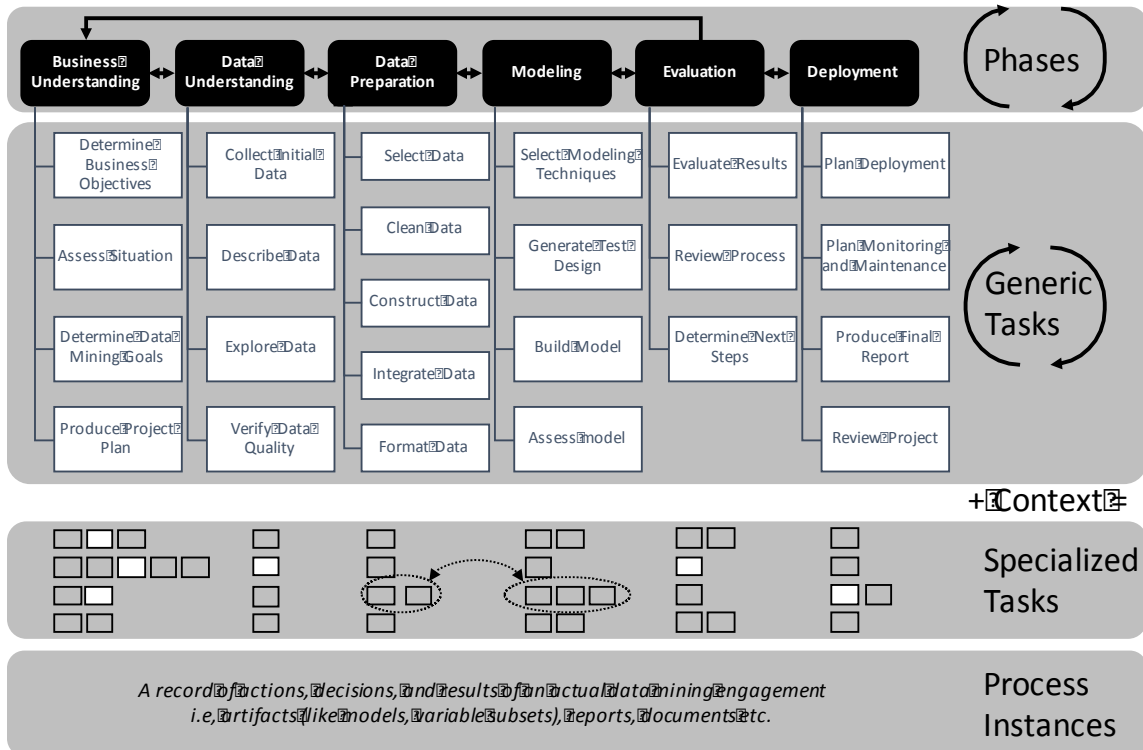 Business
Understanding
Data
Understanding
Data
Preparation
Modeling
Evaluation
Deployment
Phases
Determine
Business
Objectives
Assess Situation
Determine Data
Mining Goals
Produce Project
Plan
Collect Initial
Data
Describe Data
Explore Data
Verify Data
Quality
Select Data
Clean Data
Construct Data
Integrate Data
Format Data
Select Modeling
Techniques
Generate Test
Design
Build Model
Assess model
Evaluate Results
Review Process
Determine Next
Steps
Plan Deployment
Plan Monitoring
and Maintenance
Produce Final
Report
Review Project
Generic
Tasks
+ Context =
Specialized
Tasks
A record of actions, decisions, and results of an actual data mining engagement
i.e, artifacts (like models, variable subsets), reports, documents etc.
Process
Instances